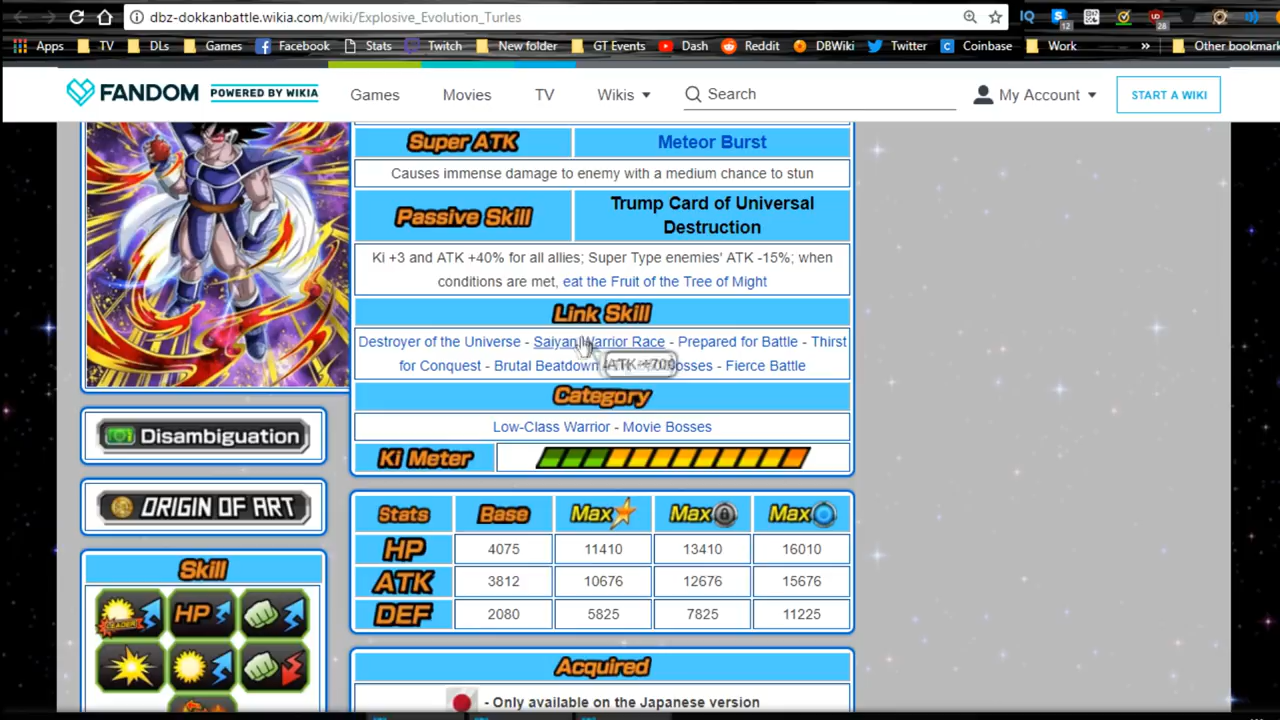 dbz-dokkanbattle.wikia.com/wiki/Explosive_Evolution_Turles
IQ
12
28
Apps TV DLs Games Facebook Stats Twitch New folder GT Events Dash Reddit DBWiki Twitter Coinbase Work » Other bookmark
FANDOM POWERED BY WIKIA Games Movies TV Wikis Search My Account START A WIKI
Super ATK Meteor Burst
Causes immense damage to enemy with a medium chance to stun
Passive Skill
Trump Card of Universal
Destruction
Ki +3 and ATK +40% for all allies; Super Type enemies' ATK -15%; when
conditions are met, eat the Fruit of the Tree of Might
Link Skill
Destroyer of the Universe - Saiyan Warrior Race - Prepared for Battle - Thirst
for Conquest - Brutal Beatdown - Fierce Battle
ATK +700
Category
Low-Class Warrior - Movie Bosses
Ki Meter
Disambiguation
ORIGIN OF ART
Stats Base Max Max Max
HP 4075 11410 13410 16010
ATK 3812 10676 12676 15676
DEF 2080 5825 7825 11225
Skill
LEADER HP
Acquired
- Only available on the Japanese version